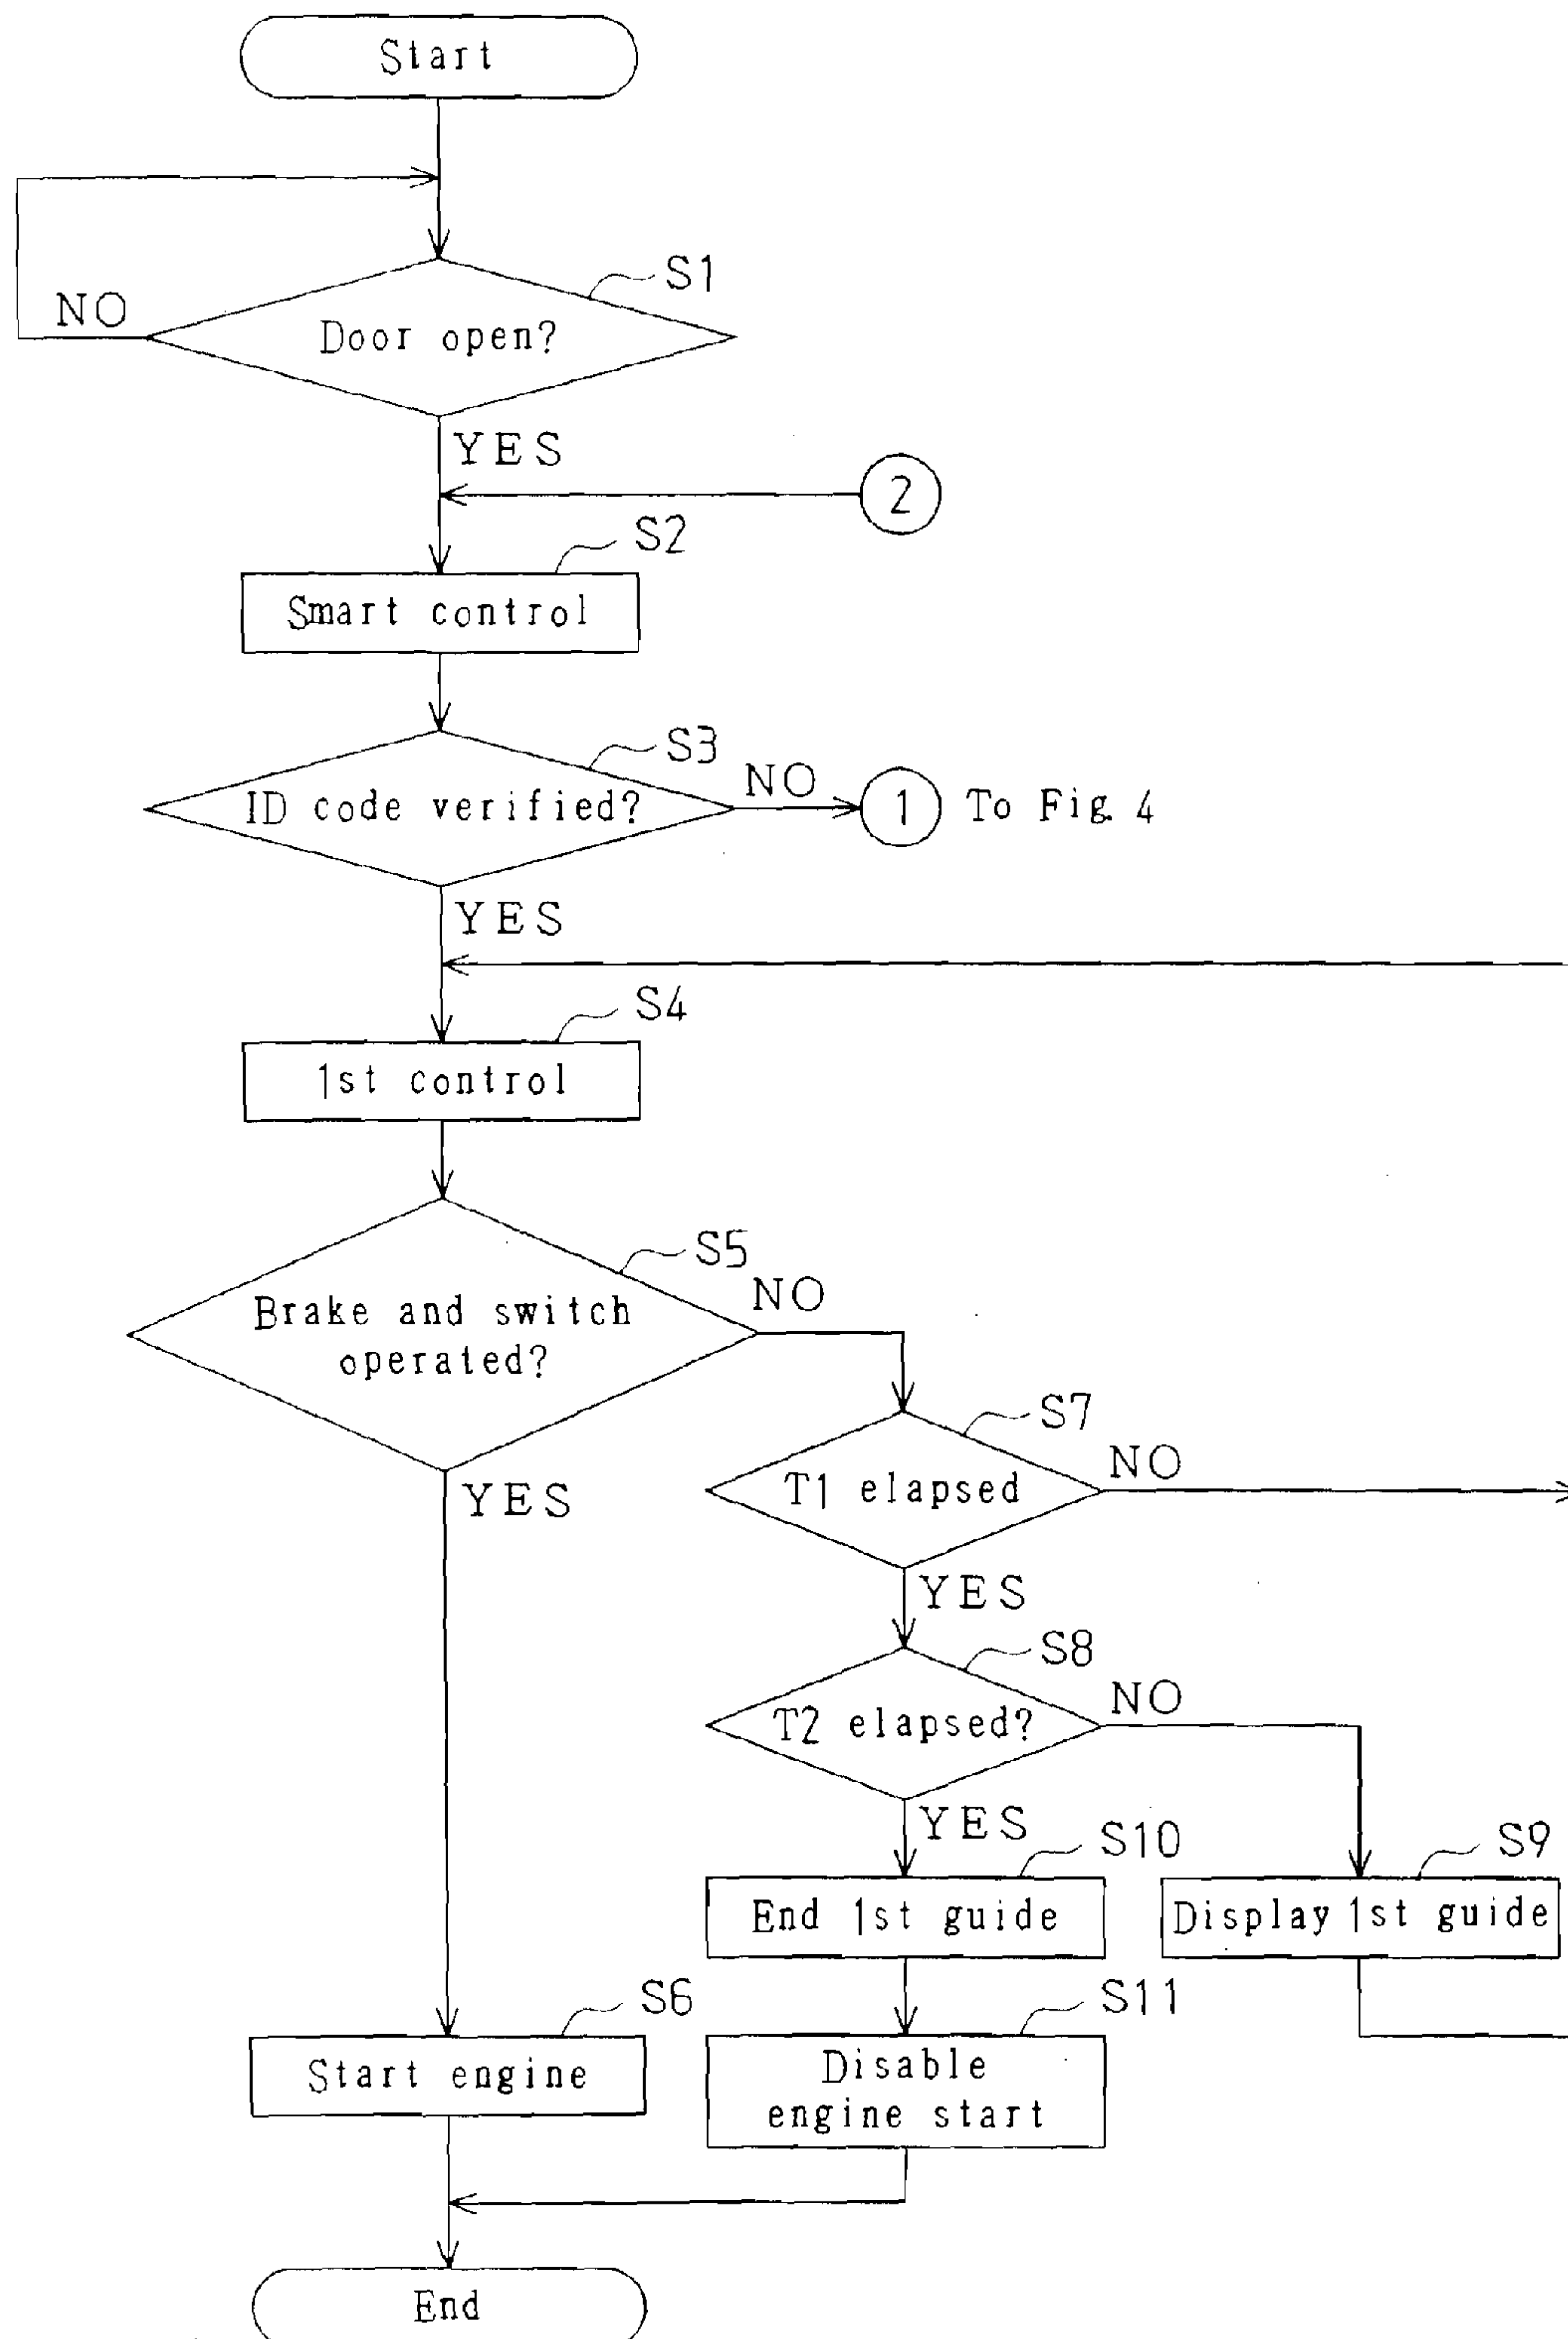 Start
S1
NO
Door open?
YES
2
S2
Smart control
S3
NO
ID code verified?
1 To Fig. 4
YES
S4
1st control
S5
NO
Brake and switch
operated?
S7
NO
T1 elapsed
YES
YES
S8
NO
T2 elapsed?
YES
S10
S9
End 1st guide
Display 1st guide
S6
S11
Start engine
Disable
engine start
End